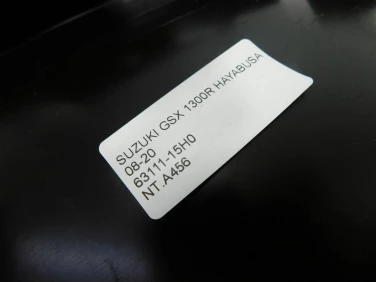 SUZUKI GSX 1300R HAYABUSA
08-20
63111-15H0
NT.A456